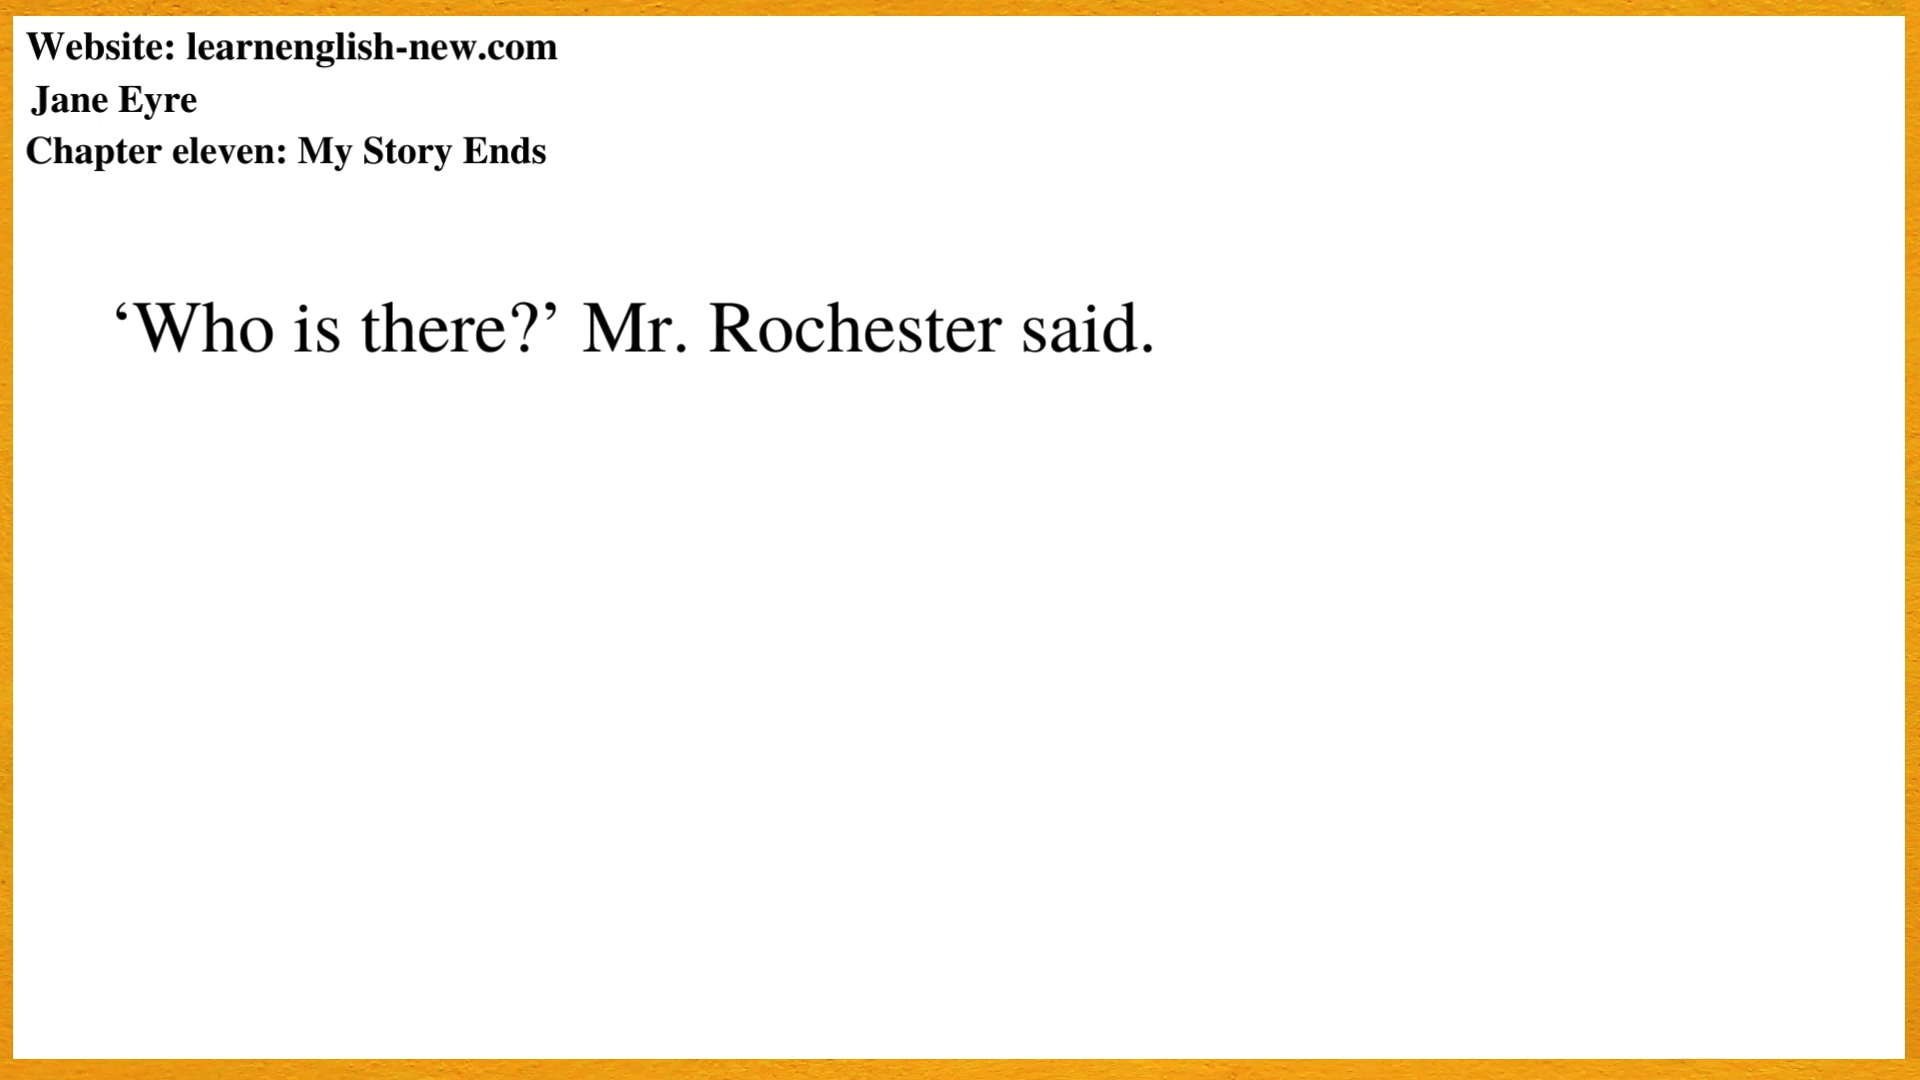 Website: learnenglish-new.com
Jane Eyre
Chapter eleven: My Story Ends
‘Who is there?’ Mr. Rochester said.